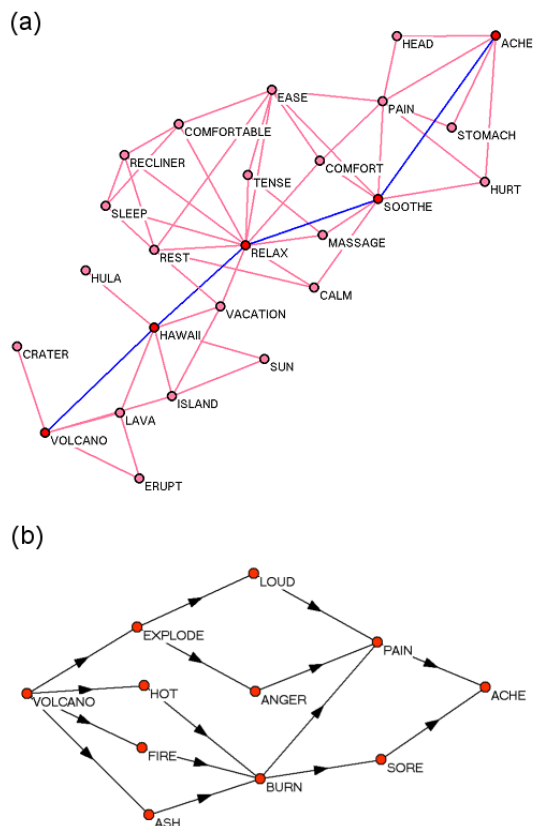 (a)
HEAD
ACHE
EASE
PAIN
COMFORTABLE
STOMACH
RECLINER
TENSE
COMFORT
HURT
SLEEP
SOOTHE
MASSAGE
REST
RELAX
HULA
CALM
VACATION
HAWAII
CRATER
SUN
ISLAND
LAVA
VOLCANO
ERUPT
(b)
LOUD
EXPLODE
PAIN
HOT
ANGER
ACHE
VOLCANO
FIRE
SORE
BURN
ASH